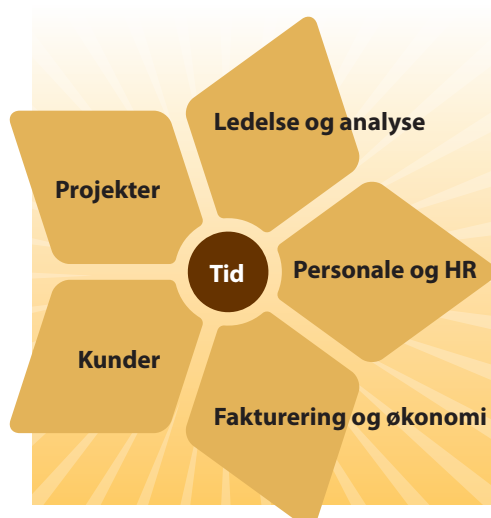 Ledelse og analyse
Projekter
Tid
Personale og HR
Kunder
Fakturering og økonomi